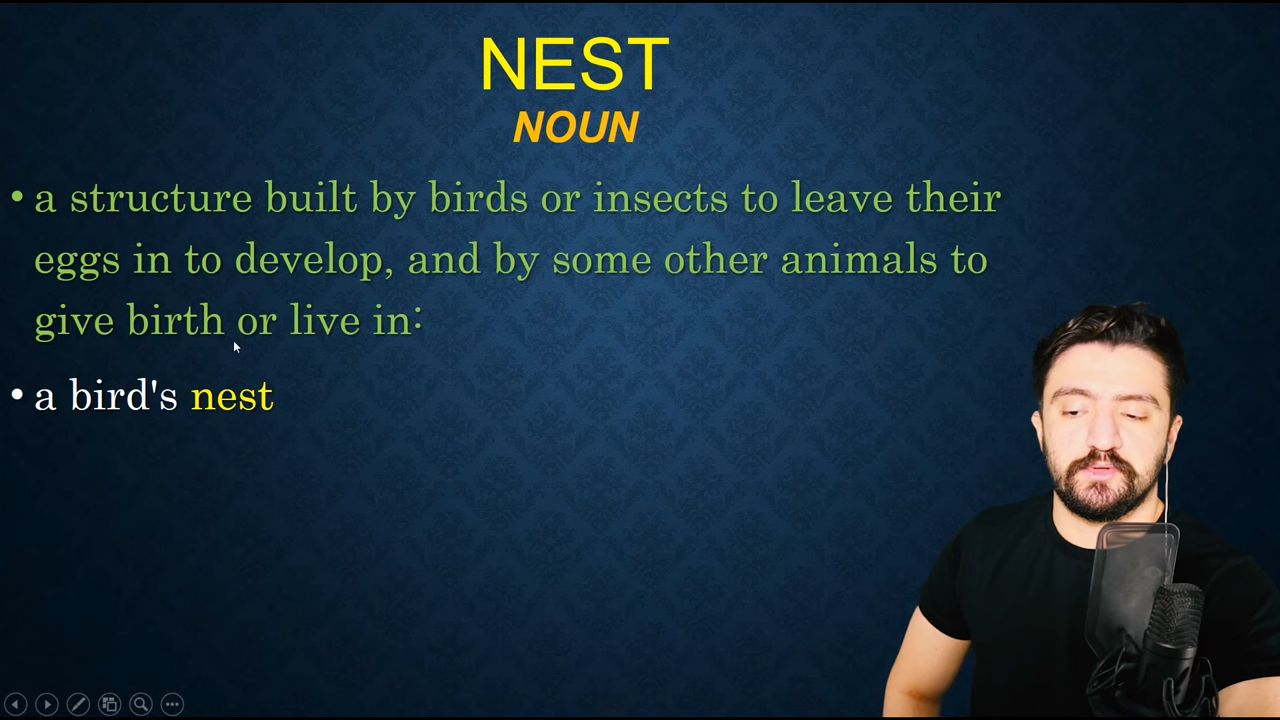 NEST
NOUN
• a structure built by birds or insects to leave their
eggs in to develop, and by some other animals to
give birth or live in:
• a bird's nest